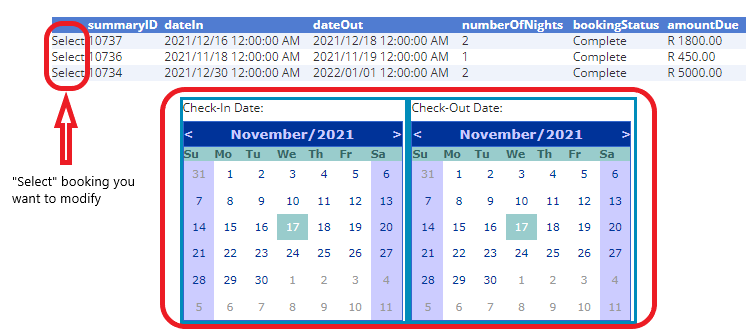 summaryID dateIn dateOut numberOfNights bookingStatus amountDue
Select 10737 2021/12/16 12:00:00 AM 2021/12/18 12:00:00 AM 2 Complete R 1800.00
Select 10736 2021/11/18 12:00:00 AM 2021/11/19 12:00:00 AM 1 Complete R 450.00
Select 10734 2021/12/30 12:00:00 AM 2022/01/01 12:00:00 AM 2 Complete R 5000.00
"Select" booking you
want to modify
Check-In Date:
< November/2021 >
Su Mo Tu We Th Fr Sa
31 1 2 3 4 5 6
7 8 9 10 11 12 13
14 15 16 17 18 19 20
21 22 23 24 25 26 27
28 29 30 1 2 3 4
5 6 7 8 9 10 11
Check-Out Date:
< November/2021 >
Su Mo Tu We Th Fr Sa
31 1 2 3 4 5 6
7 8 9 10 11 12 13
14 15 16 17 18 19 20
21 22 23 24 25 26 27
28 29 30 1 2 3 4
5 6 7 8 9 10 11